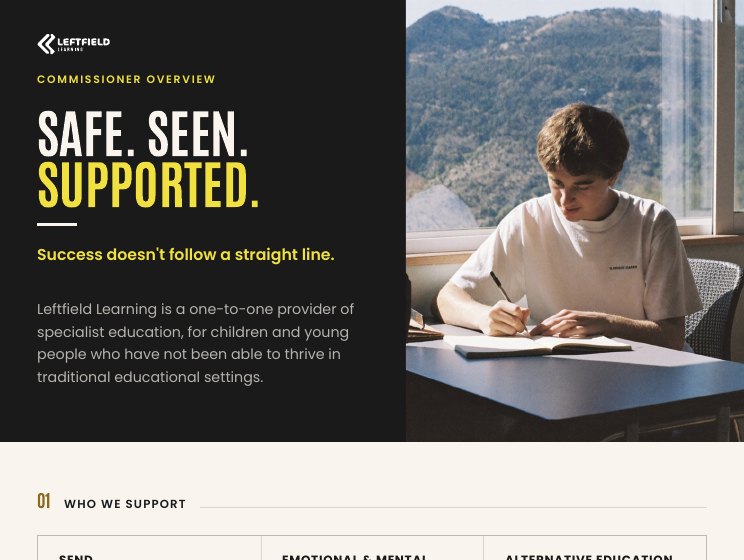 LEFTFIELD
LEARNING
COMMISSIONER OVERVIEW
SAFE. SEEN.
SUPPORTED.
Success doesn't follow a straight line.
Leftfield Learning is a one-to-one provider of
specialist education, for children and young
people who have not been able to thrive in
traditional educational settings.
01 WHO WE SUPPORT
SEND
EMOTIONAL & MENTAL
ALTERNATIVE EDUCATION